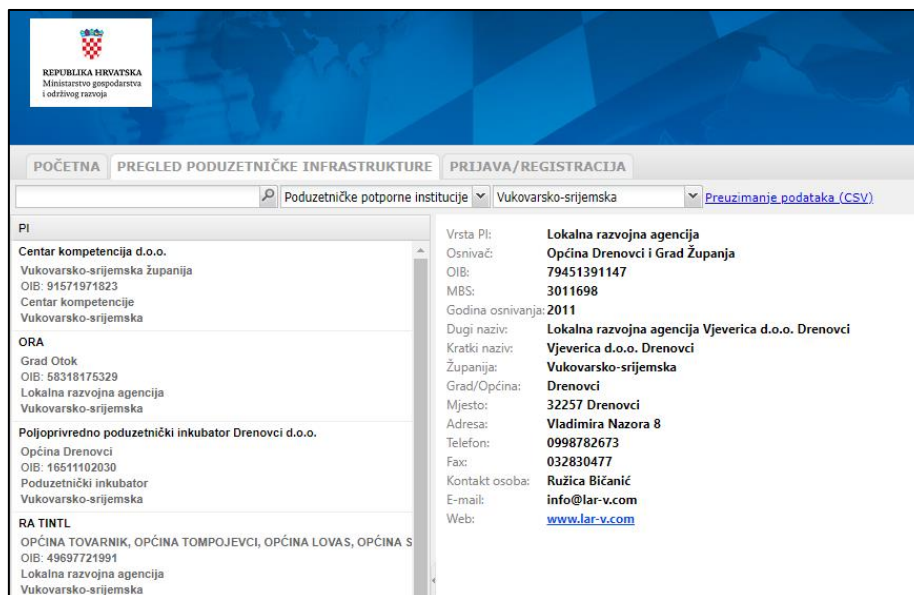 REPUBLIKA HRVATSKA
Ministarstvo gospodarstva
i održivog razvoja
POČETNA
PREGLED PODUZETNIČKE INFRASTRUKTURE
PRIJAVA/REGISTRACIJA
Poduzetničke potporne institucije
Vukovarsko-srijemska
Preuzimanje podataka (CSV)
PI
Centar kompetencija d.o.o.
Vukovarsko-srijemska županija
OIB: 91571971823
Centar kompetencije
Vukovarsko-srijemska
ORA
Grad Otok
OIB: 58318175329
Lokalna razvojna agencija
Vukovarsko-srijemska
Poljoprivredno poduzetnički inkubator Drenovci d.o.o.
Općina Drenovci
OIB: 16511102030
Poduzetnički inkubator
Vukovarsko-srijemska
RA TINTL
OPĆINA TOVARNIK, OPĆINA TOMPOJEVCI, OPĆINA LOVAS, OPĆINA S
OIB: 49697721991
Lokalna razvojna agencija
Vukovarsko-srijemska
Vrsta PI: Lokalna razvojna agencija
Osnivač: Općina Drenovci i Grad Županja
OIB: 79451391147
MBS: 3011698
Godina osnivanja: 2011
Dugi naziv: Lokalna razvojna agencija Vjeverica d.o.o. Drenovci
Kratki naziv: Vjeverica d.o.o. Drenovci
Županija: Vukovarsko-srijemska
Grad/Općina: Drenovci
Mjesto: 32257 Drenovci
Adresa: Vladimira Nazora 8
Telefon: 0998782673
Fax: 032830477
Kontakt osoba: Ružica Bičanić
E-mail: info@lar-v.com
Web: www.lar-v.com